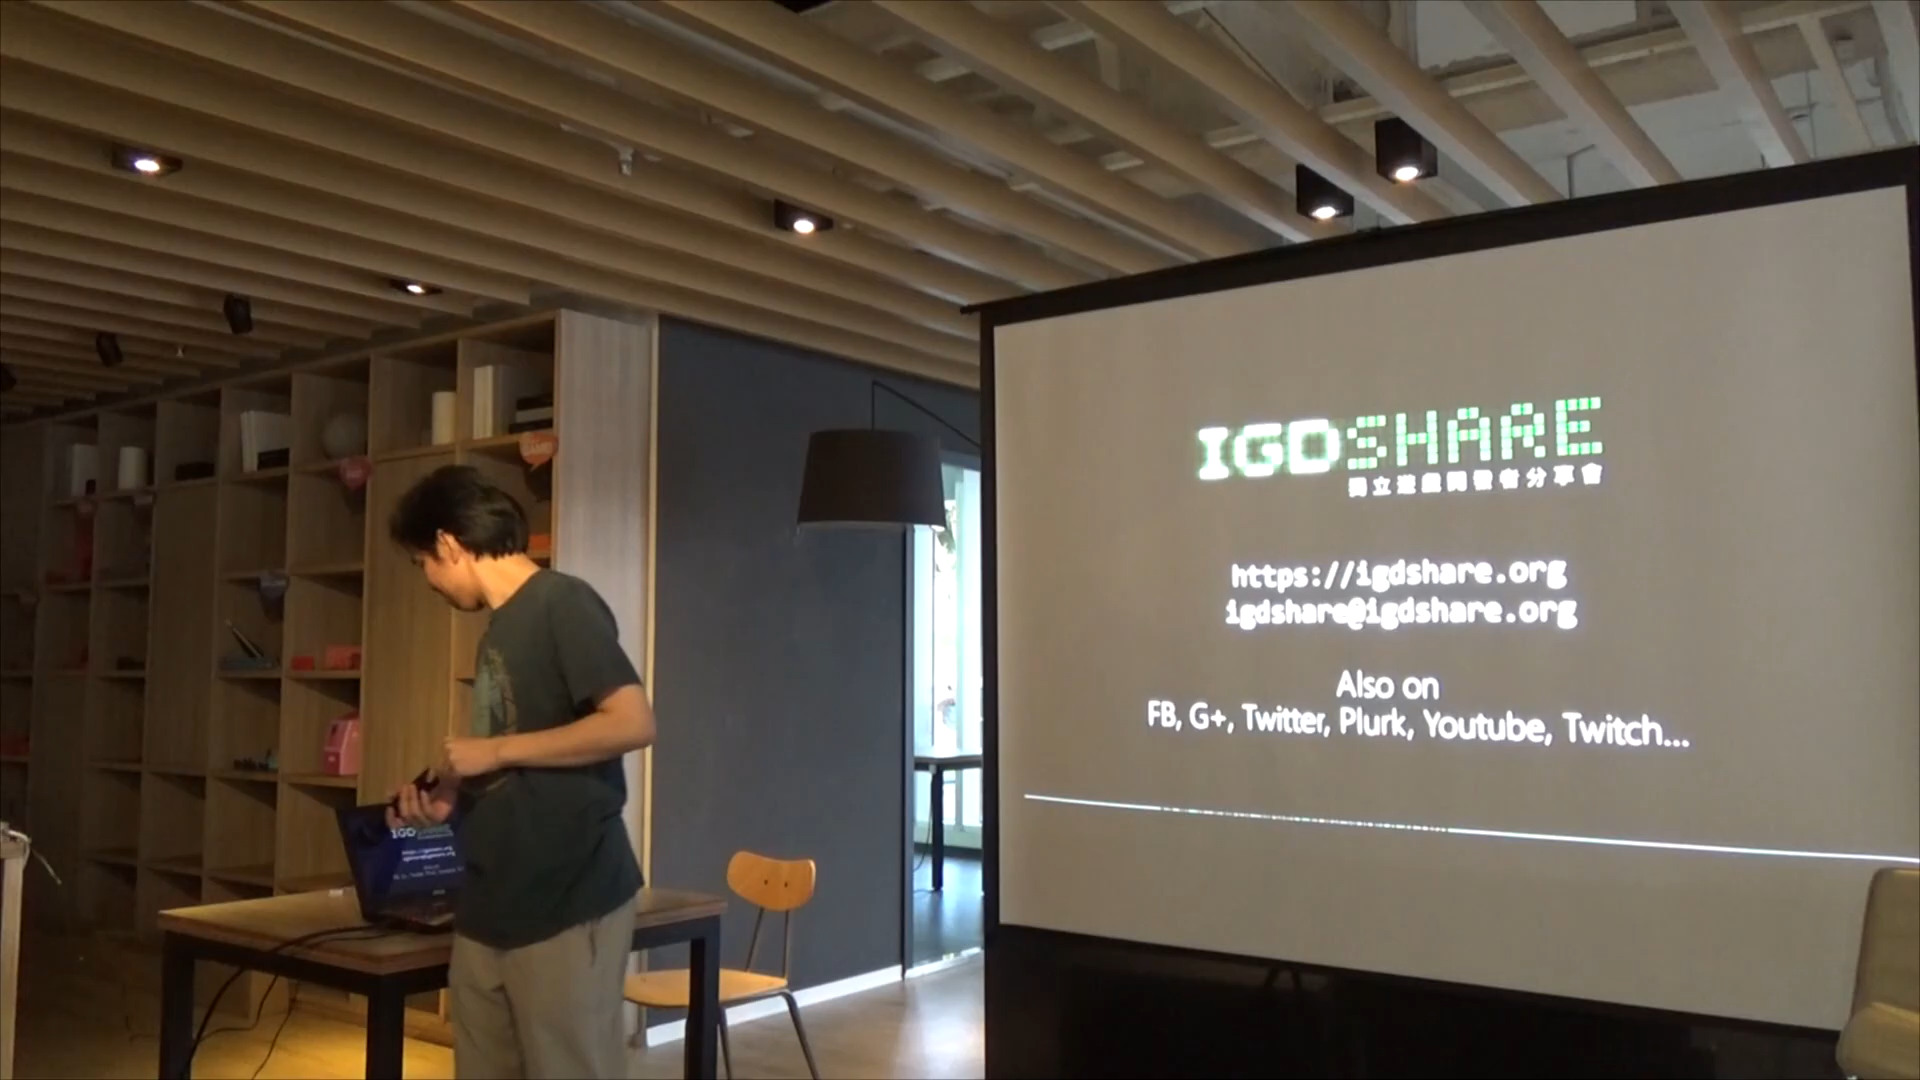 IGDSHARE
獨立遊戲開發者分享會
https://igdshare.org
igdshare@igdshare.org
Also on
FB, G+, Twitter, Plurk, Youtube, Twitch...